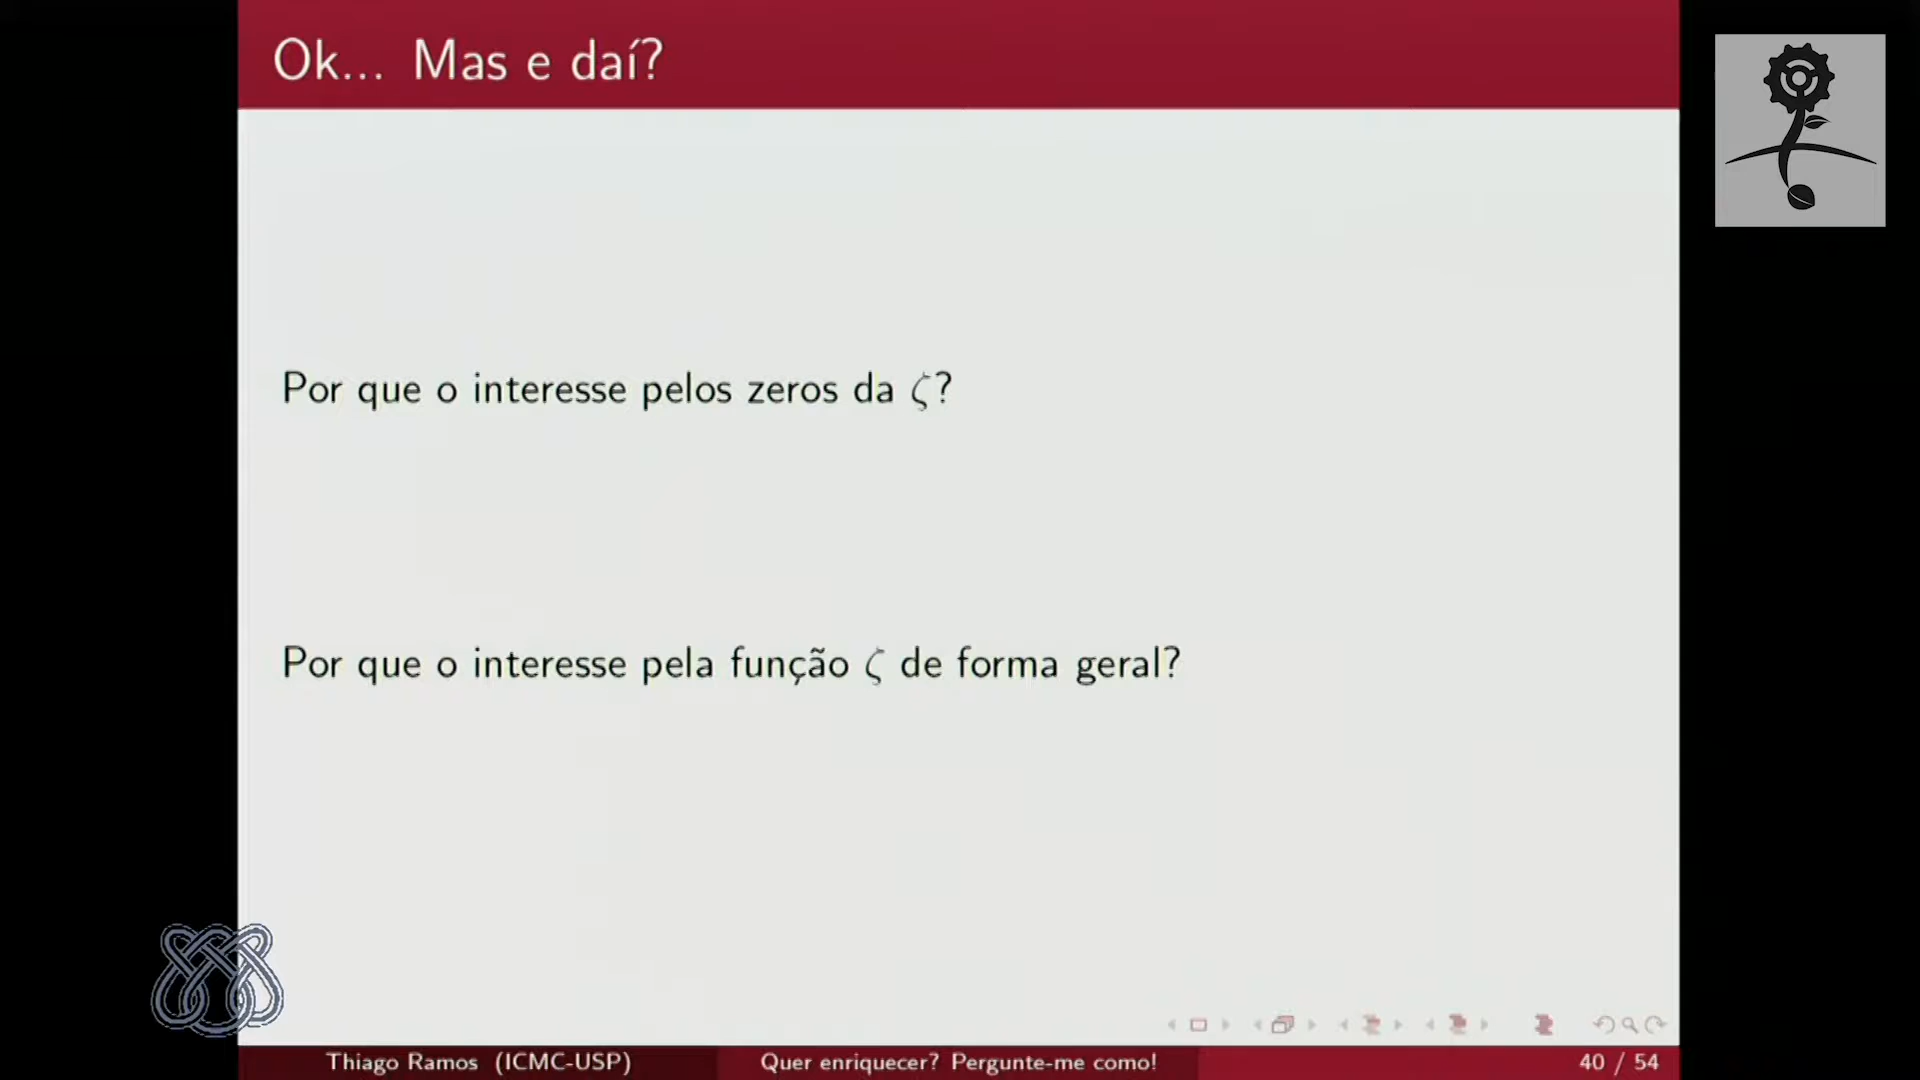 Ok... Mas e daí?
Por que o interesse pelos zeros da ζ?
Por que o interesse pela função ζ de forma geral?
Thiago Ramos (ICMC-USP)
Quer enriquecer? Pergunte-me como!
40 / 54